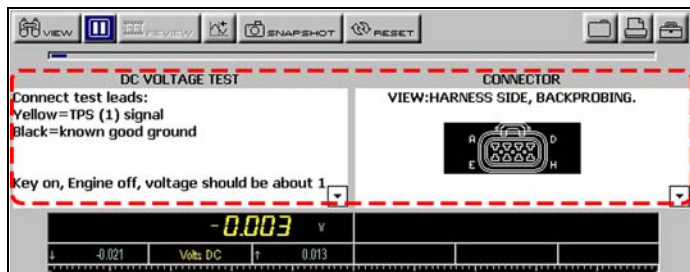 VIEW
REVIEW
SNAPSHOT
RESET
DC VOLTAGE TEST
Connect test leads:
Yellow=TPS (1) signal
Black=known good ground
Key on, Engine off, voltage should be about 1
CONNECTOR
VIEW:HARNESS SIDE, BACKPROBING.
A
D
E
H
-0.003 V
↓ -0.021 Volts DC ↑ 0.013